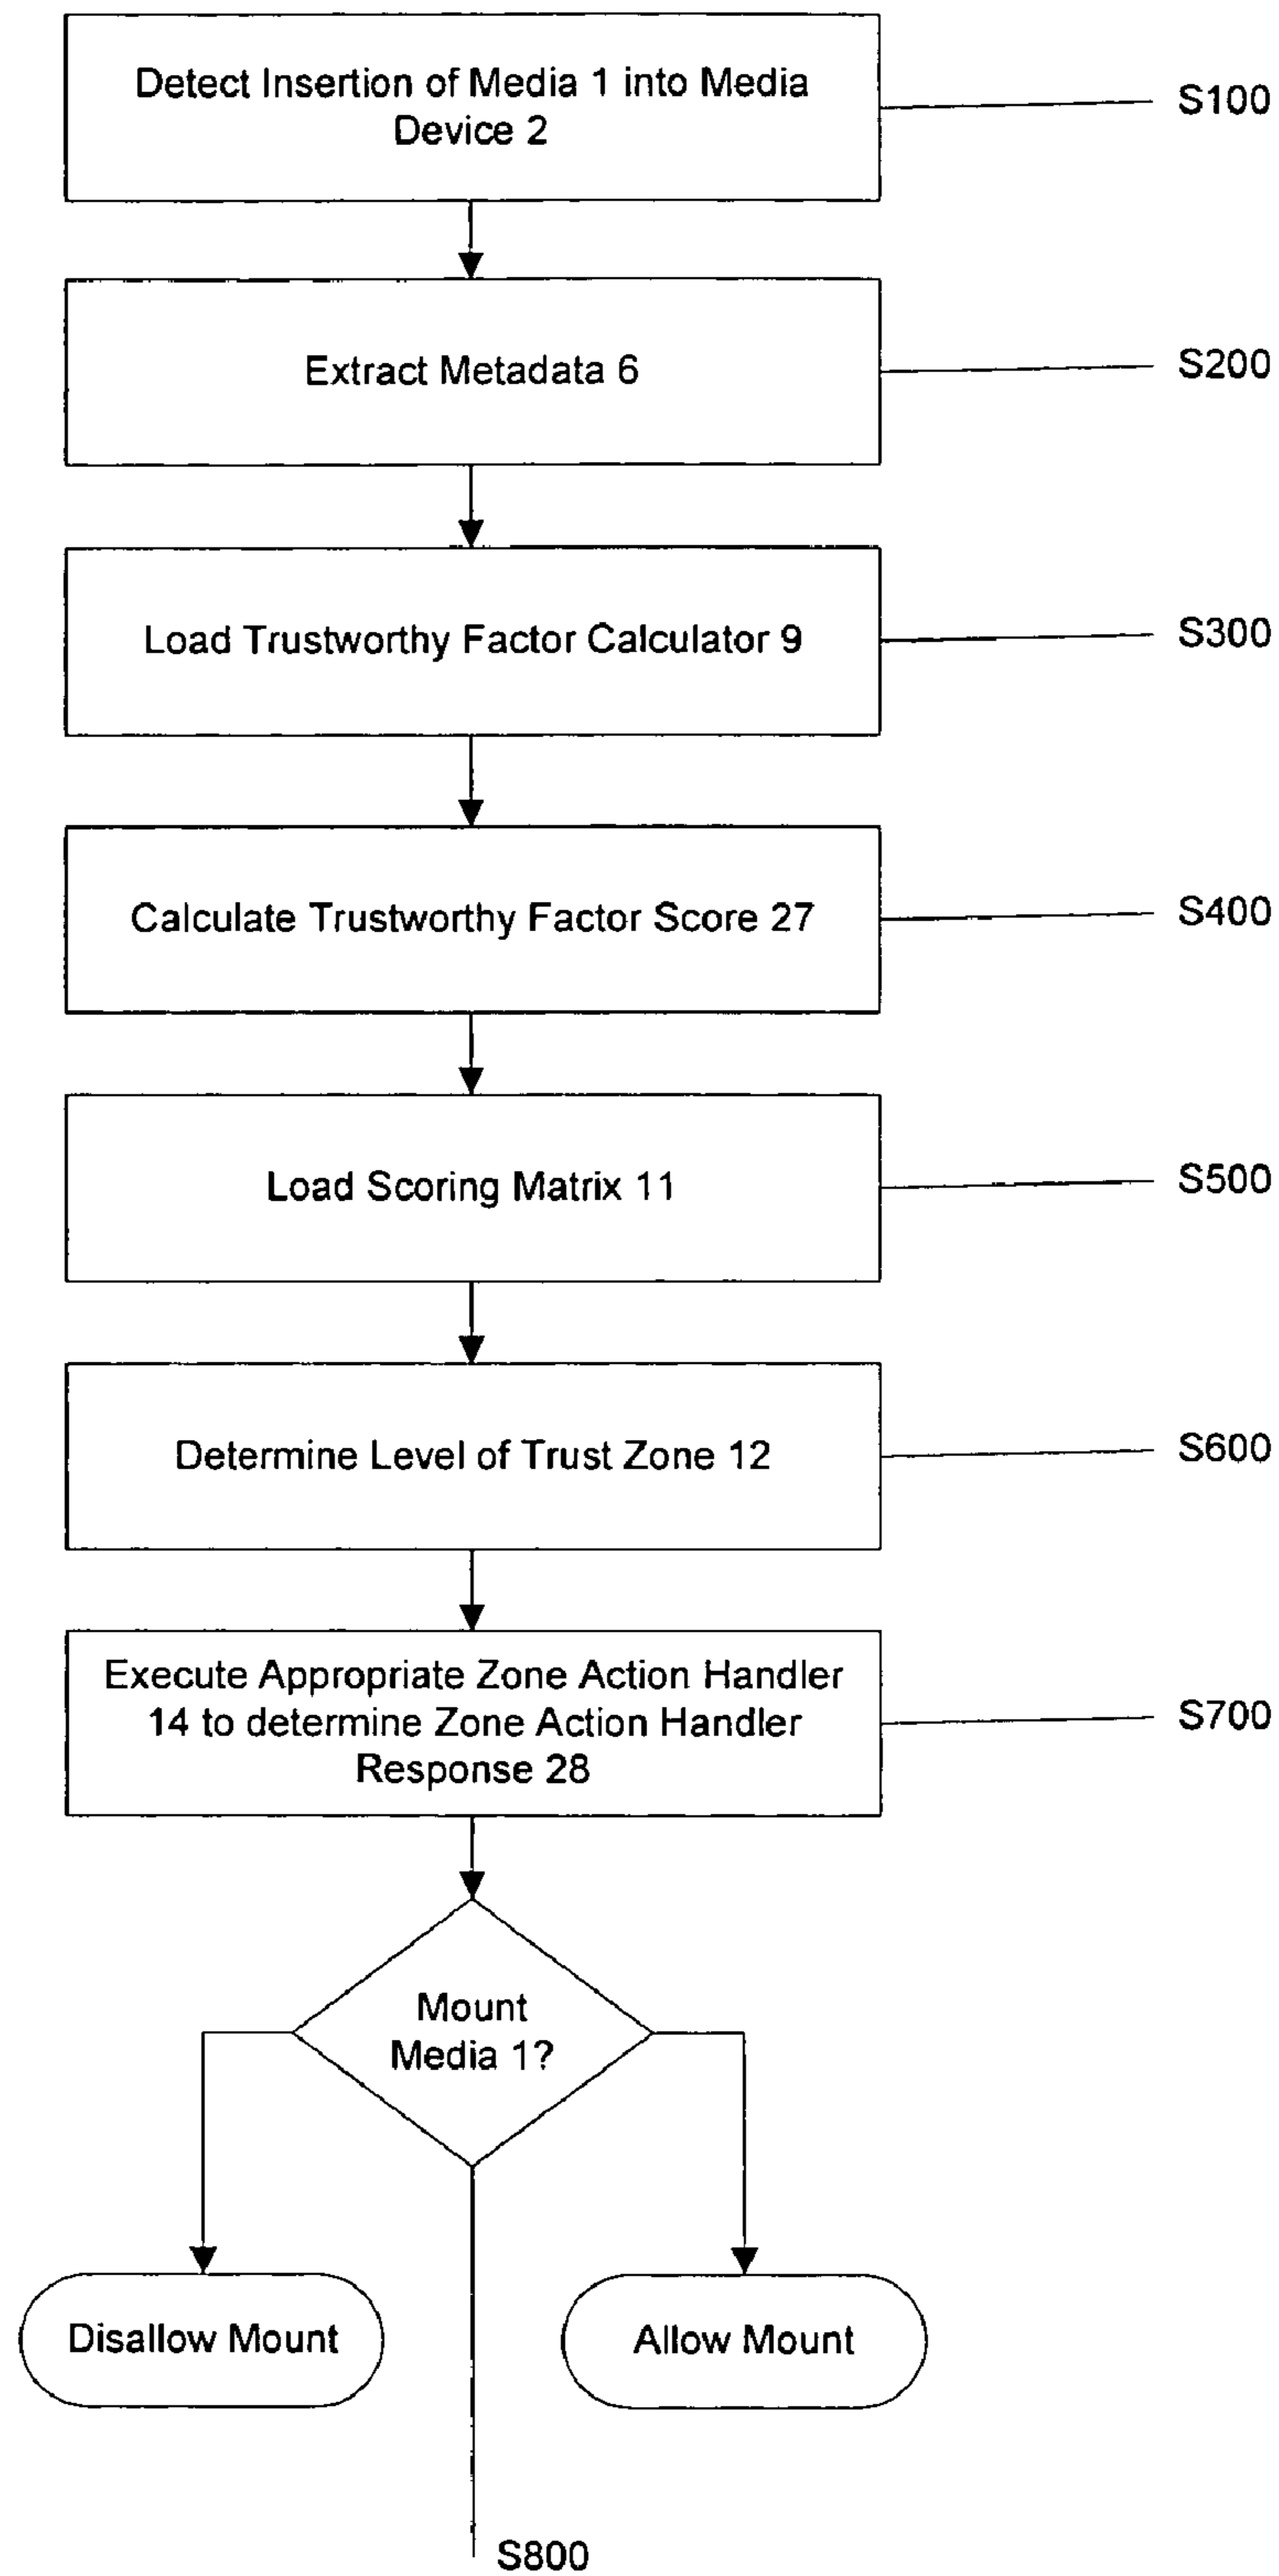 Detect Insertion of Media 1 into Media
Device 2
S100
Extract Metadata 6
S200
Load Trustworthy Factor Calculator 9
S300
Calculate Trustworthy Factor Score 27
S400
Load Scoring Matrix 11
S500
Determine Level of Trust Zone 12
S600
Execute Appropriate Zone Action Handler
14 to determine Zone Action Handler
Response 28
S700
Mount
Media 1?
Disallow Mount
Allow Mount
S800